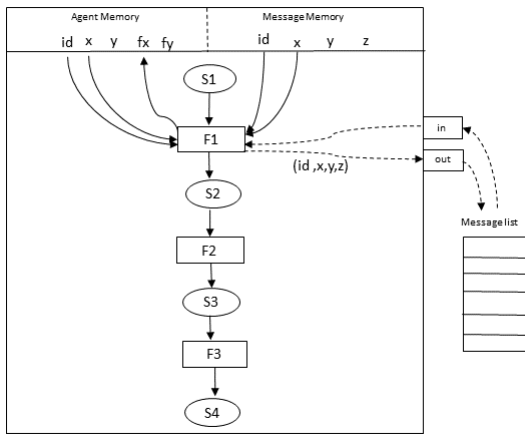 Agent Memory Message Memory
id x y fx fy id x y z
S1
in
F1
out
(id ,x,y,z)
S2
Message list
F2
S3
F3
S4